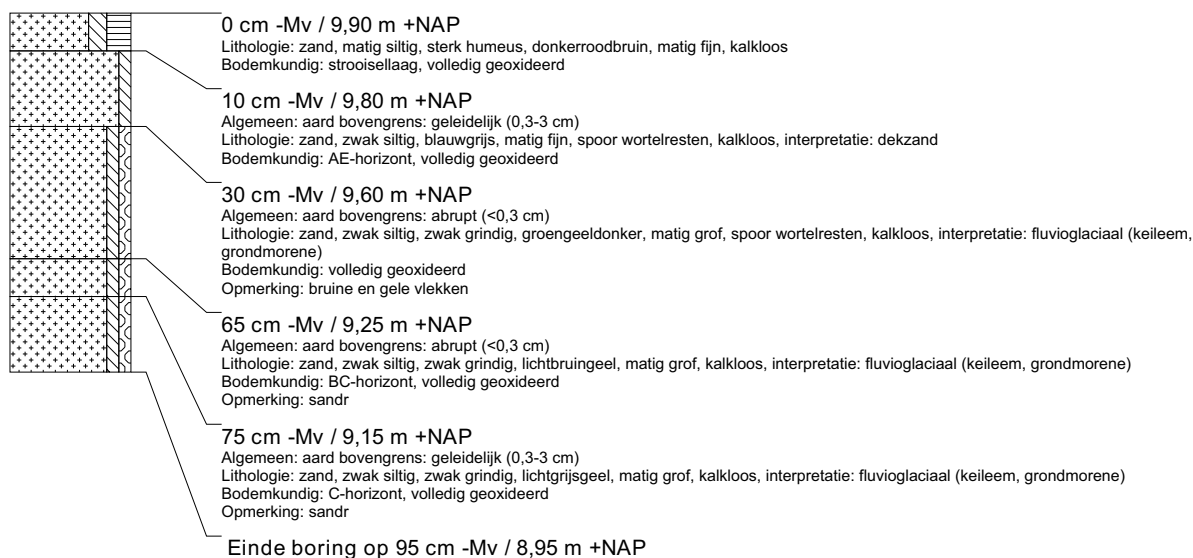 0 cm -Mv / 9,90 m +NAP
Lithologie: zand, matig siltig, sterk humeus, donkerroodbruin, matig fijn, kalkloos
Bodemkundig: strooisellaag, volledig geoxideerd
10 cm -Mv / 9,80 m +NAP
Algemeen: aard bovengrens: geleidelijk (0,3-3 cm)
Lithologie: zand, zwak siltig, blauwgrijs, matig fijn, spoor wortelresten, kalkloos, interpretatie: dekzand
Bodemkundig: AE-horizont, volledig geoxideerd
30 cm -Mv / 9,60 m +NAP
Algemeen: aard bovengrens: abrupt (<0,3 cm)
Lithologie: zand, zwak siltig, zwak grindig, groengeeldonker, matig grof, spoor wortelresten, kalkloos, interpretatie: fluvioglaciaal (keileem,
grondmorene)
Bodemkundig: volledig geoxideerd
Opmerking: bruine en gele vlekken
65 cm -Mv / 9,25 m +NAP
Algemeen: aard bovengrens: abrupt (<0,3 cm)
Lithologie: zand, zwak siltig, zwak grindig, lichtbruingeel, matig grof, kalkloos, interpretatie: fluvioglaciaal (keileem, grondmorene)
Bodemkundig: BC-horizont, volledig geoxideerd
Opmerking: sandr
75 cm -Mv / 9,15 m +NAP
Algemeen: aard bovengrens: geleidelijk (0,3-3 cm)
Lithologie: zand, zwak siltig, zwak grindig, lichtgrijsgeel, matig grof, kalkloos, interpretatie: fluvioglaciaal (keileem, grondmorene)
Bodemkundig: C-horizont, volledig geoxideerd
Opmerking: sandr
Einde boring op 95 cm -Mv / 8,95 m +NAP